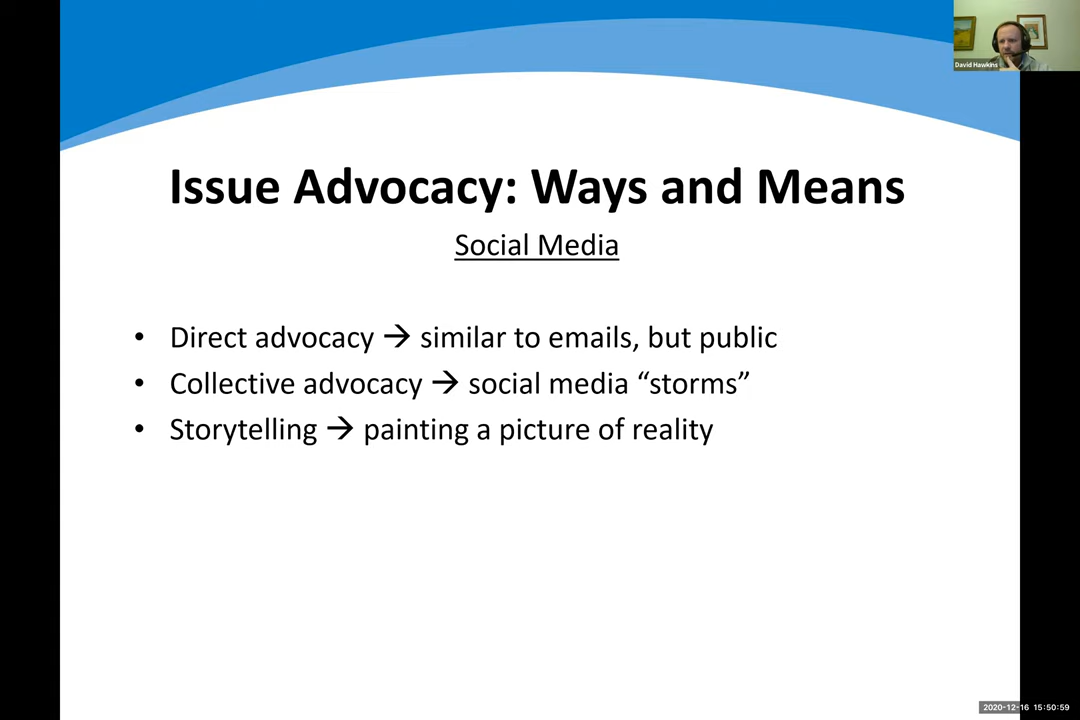 David Hawkins
Issue Advocacy: Ways and Means
Social Media
• Direct advocacy → similar to emails, but public
• Collective advocacy → social media “storms”
• Storytelling → painting a picture of reality
2020-12-16 15:50:59